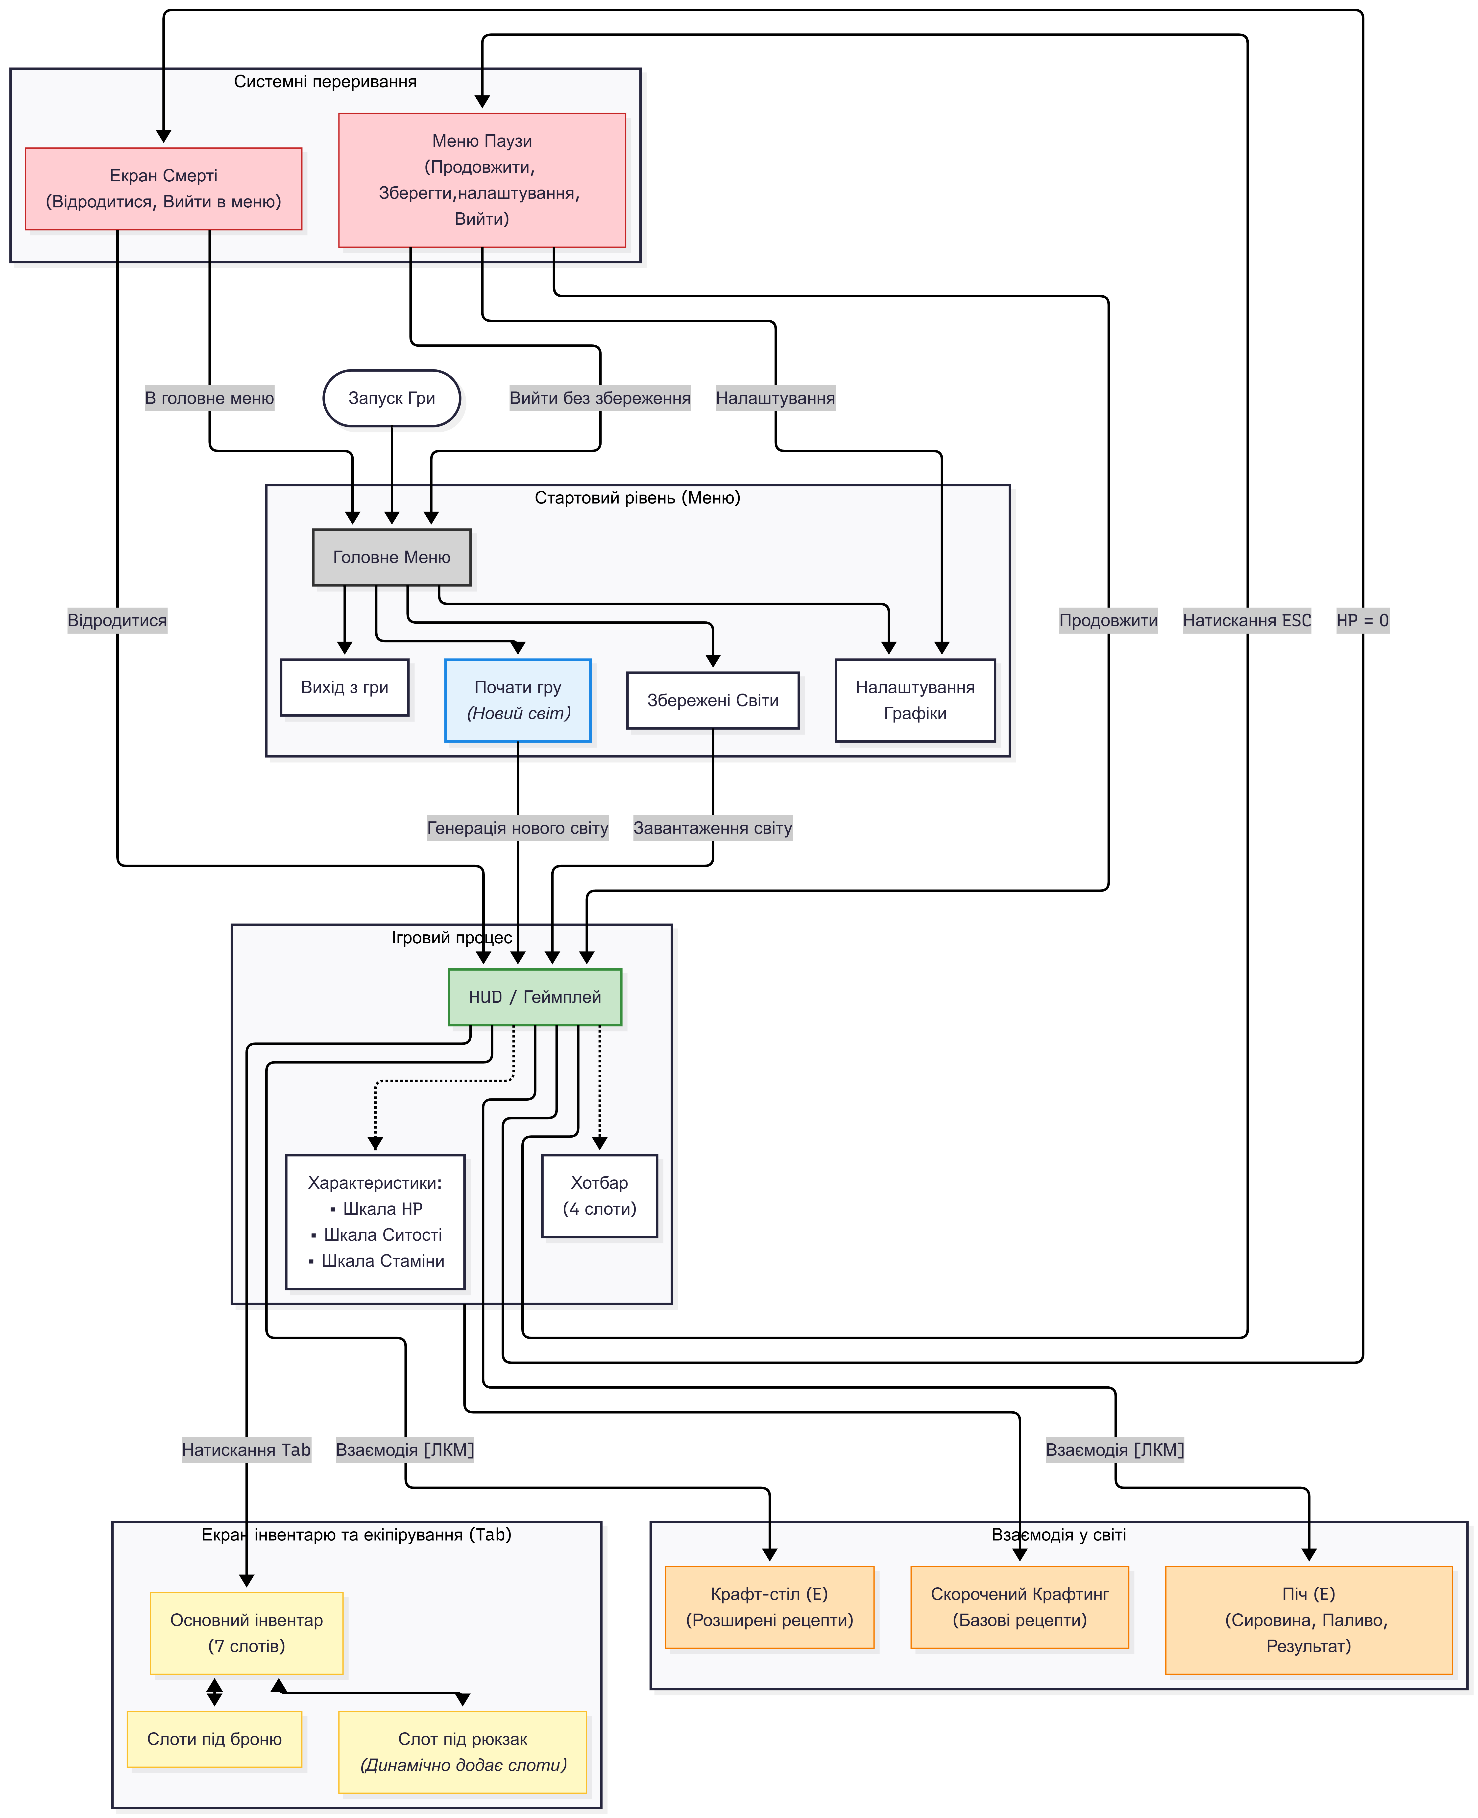 Системні переривання
Екран Смерті
(Відродитися, Вийти в меню)
Меню Паузи
(Продовжити,
Зберегти,налаштування,
Вийти)
В головне меню
Запуск Гри
Вийти без збереження
Налаштування
Стартовий рівень (Меню)
Головне Меню
Відродитися
Продовжити
Натискання ESC
HP = 0
Вихід з гри
Почати гру
(Новий світ)
Збережені Світи
Налаштування
Графіки
Генерація нового світу
Завантаження світу
Ігровий процес
HUD / Геймплей
Характеристики:
▪ Шкала HP
▪ Шкала Ситості
▪ Шкала Стаміни
Хотбар
(4 слоти)
Натискання Tab
Взаємодія [ЛКМ]
Взаємодія [ЛКМ]
Екран інвентарю та екіпірування (Tab)
Основний інвентар
(7 слотів)
Слоти під броню
Слот під рюкзак
(Динамічно додає слоти)
Взаємодія у світі
Крафт-стіл (E)
(Розширені рецепти)
Скорочений Крафтинг
(Базові рецепти)
Піч (E)
(Сировина, Паливо,
Результат)